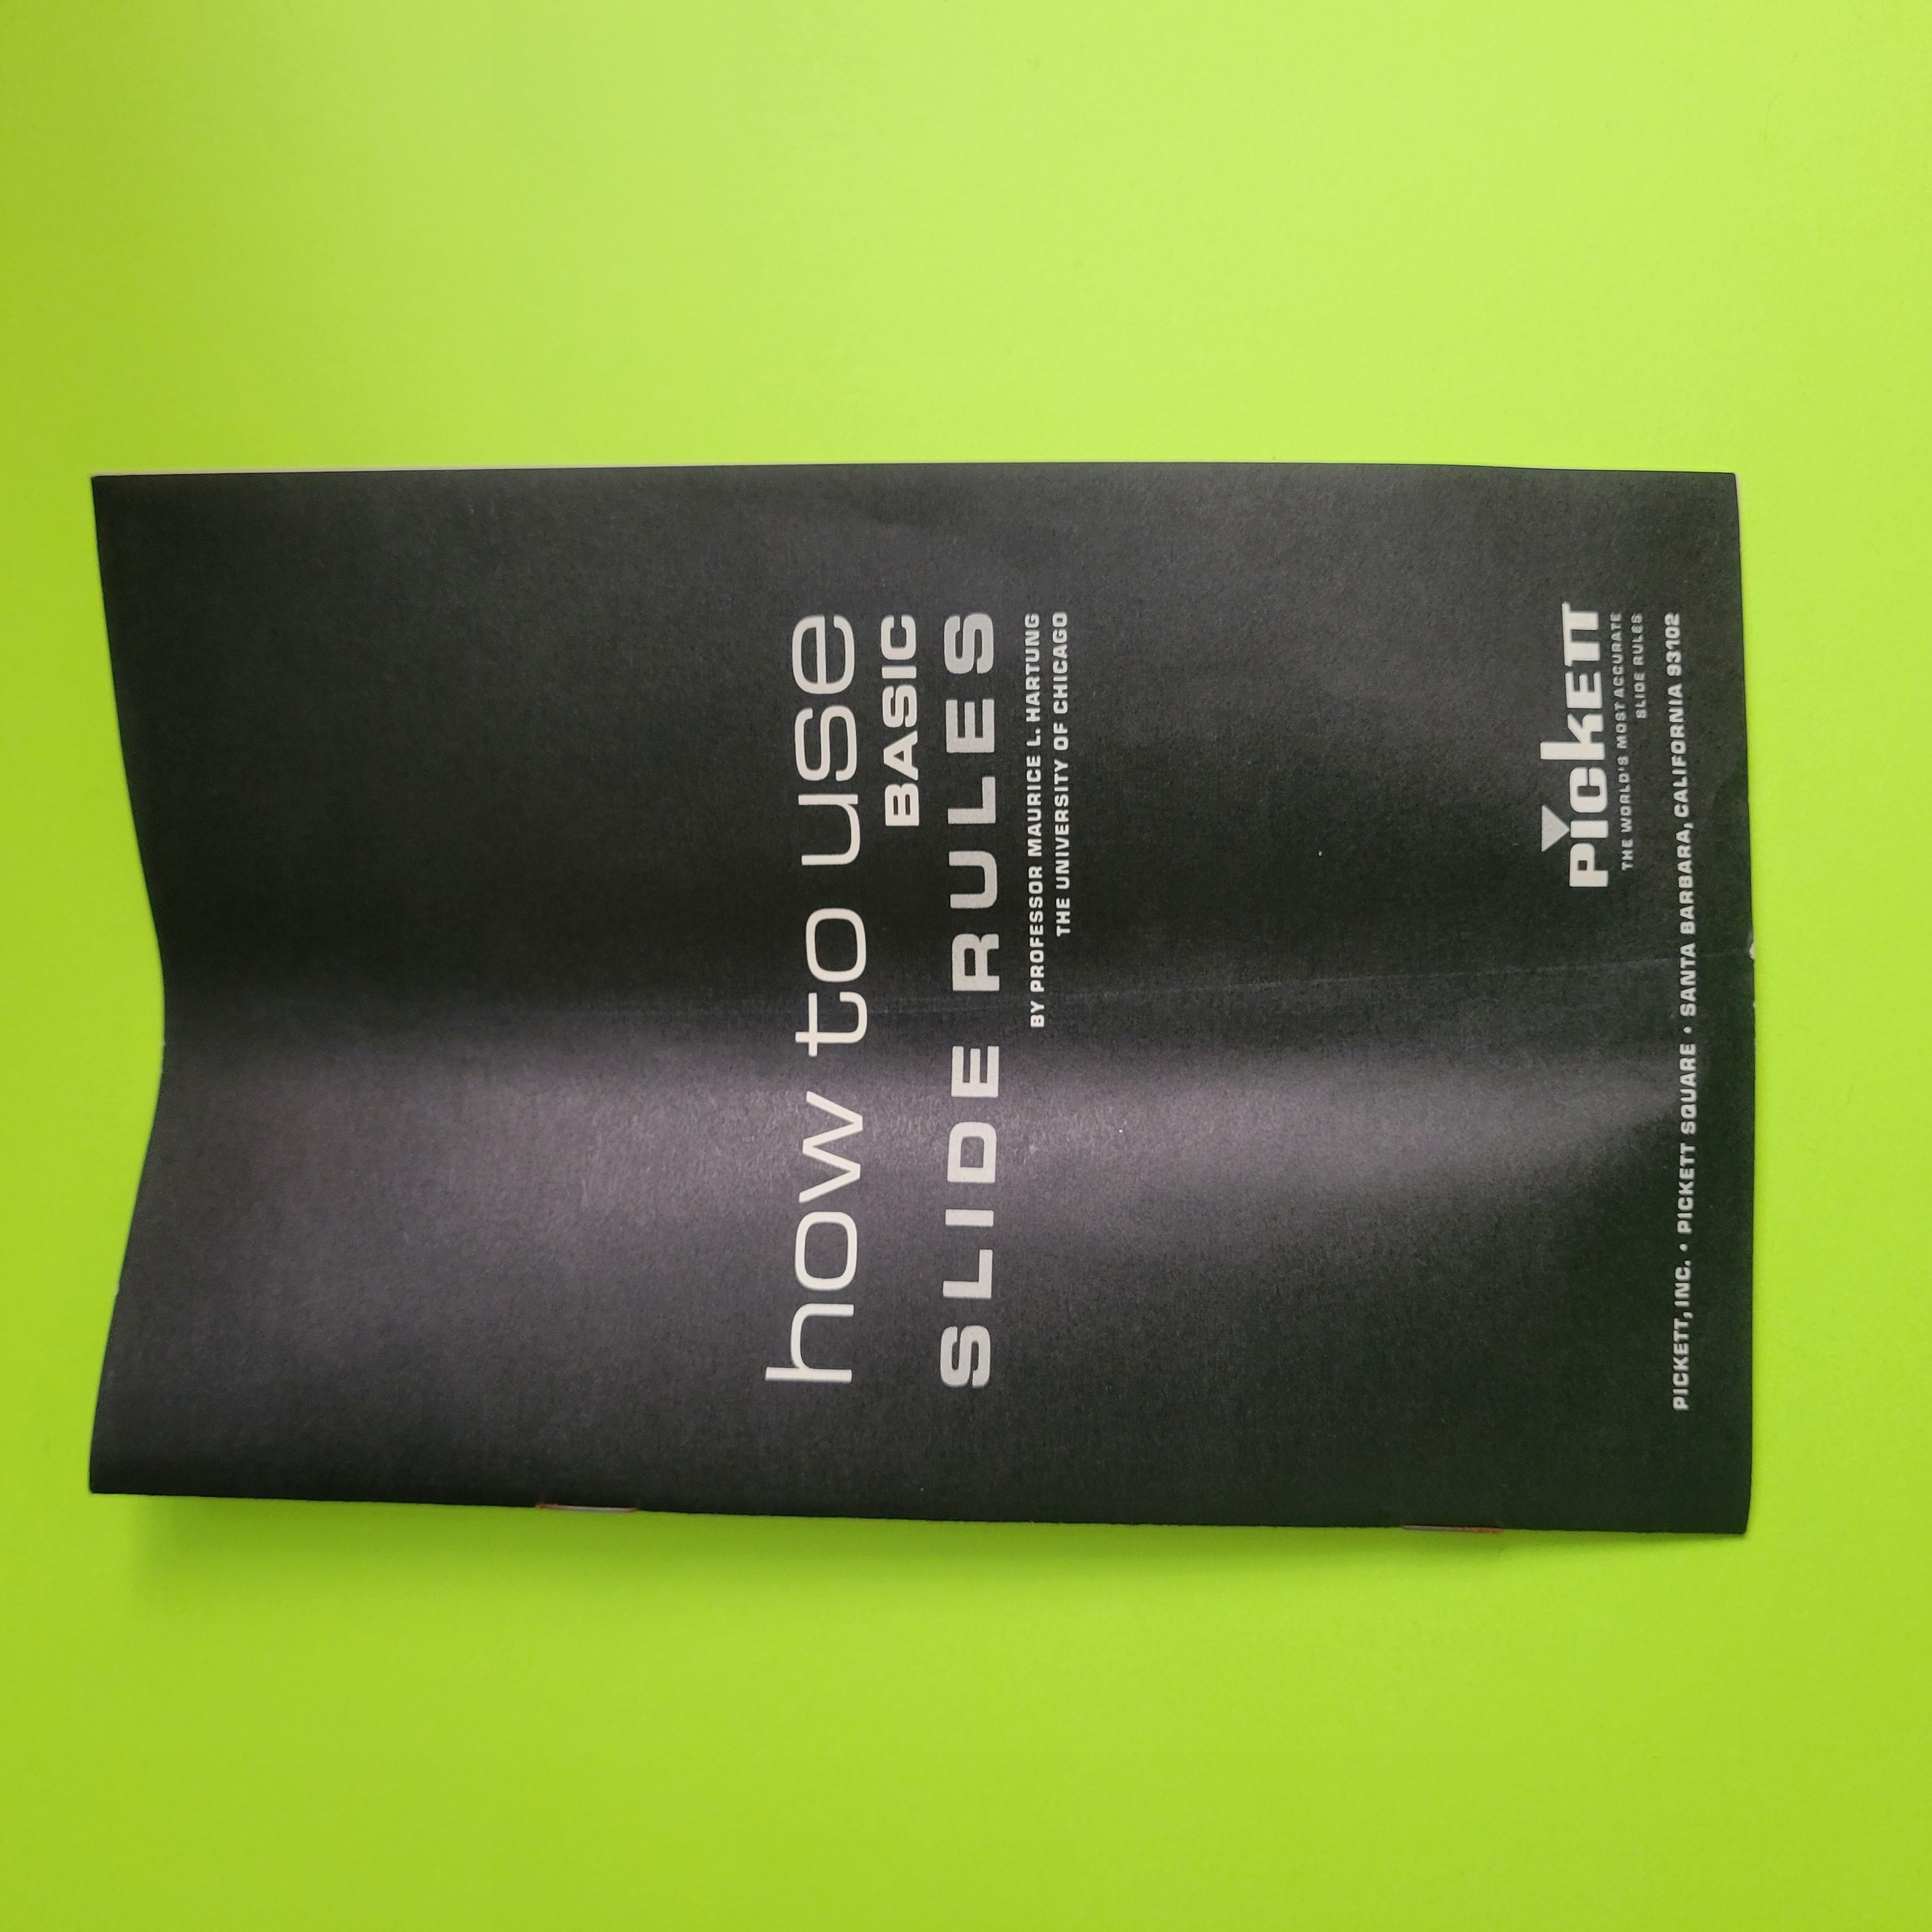 how to use
BASIC
SLIDE RULES
BY PROFESSOR MAURICE L. HARTUNG
THE UNIVERSITY OF CHICAGO
PickETT
THE WORLD'S MOST ACCURATE
SLIDE RULES
PICKETT, INC. • PICKETT SQUARE • SANTA BARBARA, CALIFORNIA 93102